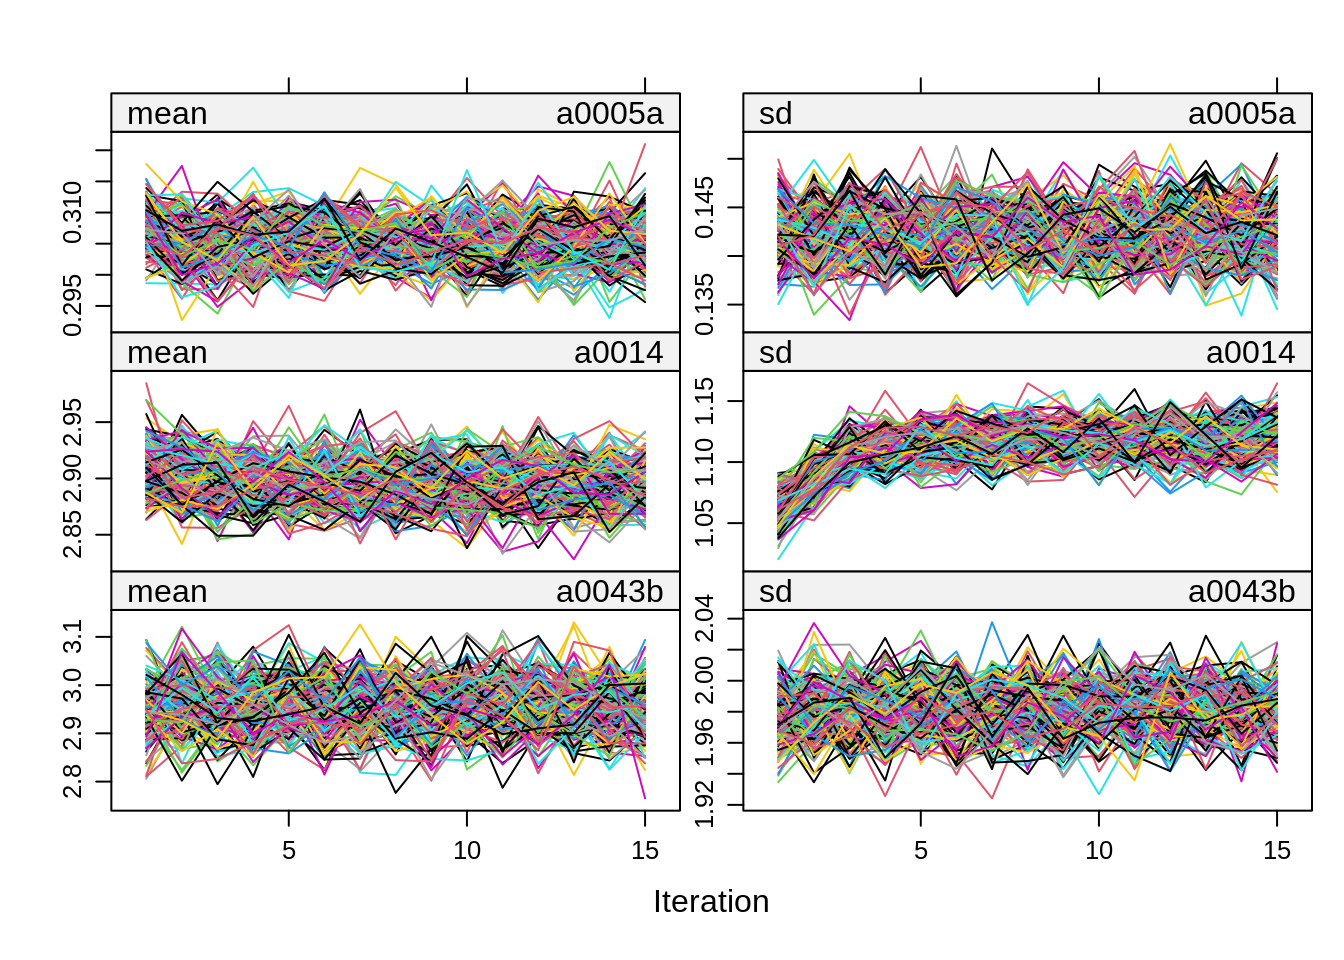 mean a0005a sd a0005a
0.310 0.145
0.295 0.135
mean a0014 sd a0014
2.95 1.15
2.90 1.10
2.85 1.05
mean a0043b sd a0043b
3.1 2.04
3.0 2.00
2.9 1.96
2.8 1.92
5 10 15 5 10 15
Iteration